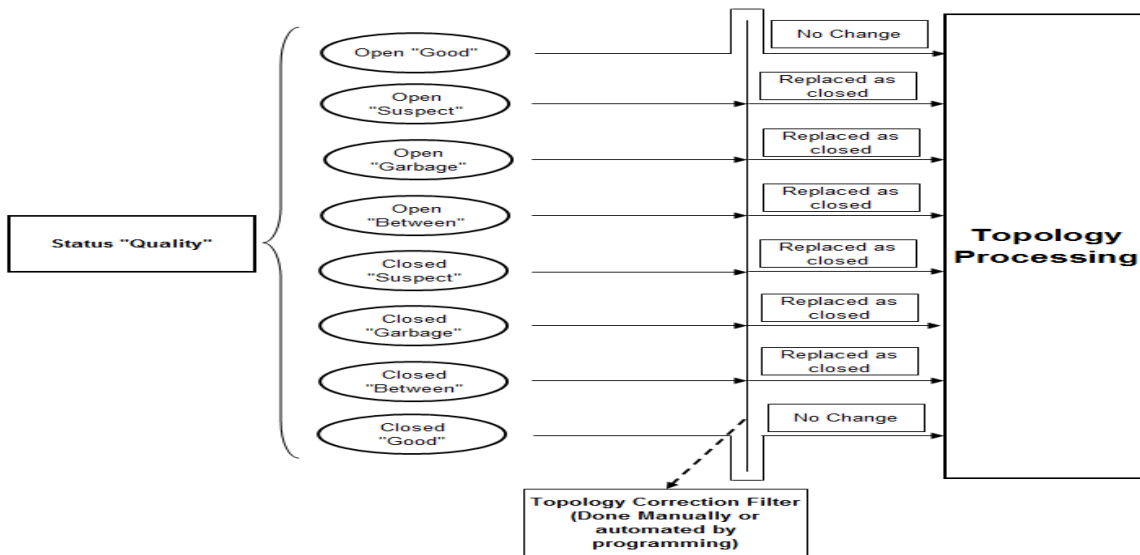 Status "Quality"
Open "Good"
Open
"Suspect"
Open
"Garbage"
Open
"Between"
Closed
"Suspect"
Closed
"Garbage"
Closed
"Between"
Closed
"Good"
No Change
Replaced as
closed
Replaced as
closed
Replaced as
closed
Replaced as
closed
Replaced as
closed
Replaced as
closed
No Change
Topology
Processing
Topology Correction Filter
(Done Manually or
automated by
programming)